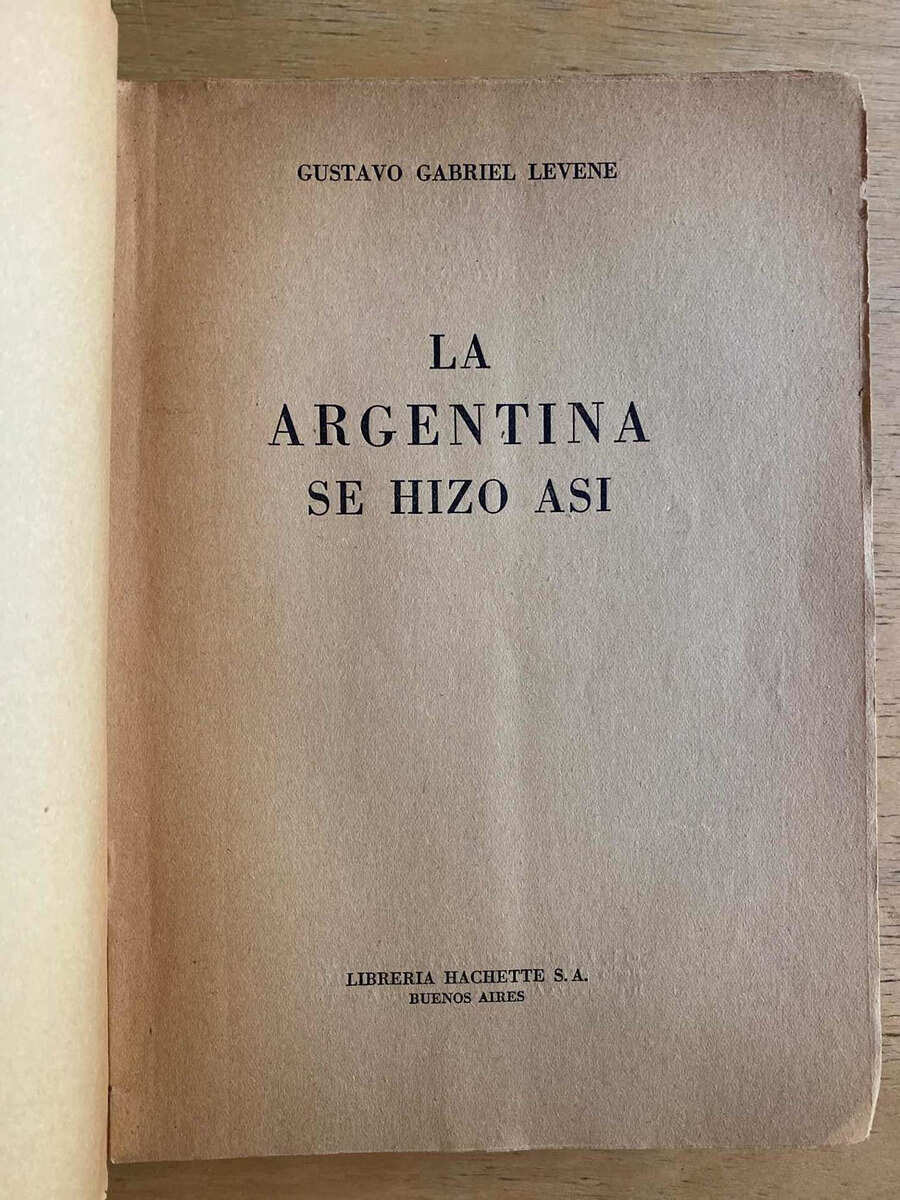 GUSTAVO GABRIEL LEVENE
LA
ARGENTINA
SE HIZO ASI
LIBRERIA HACHETTE S. A.
BUENOS AIRES